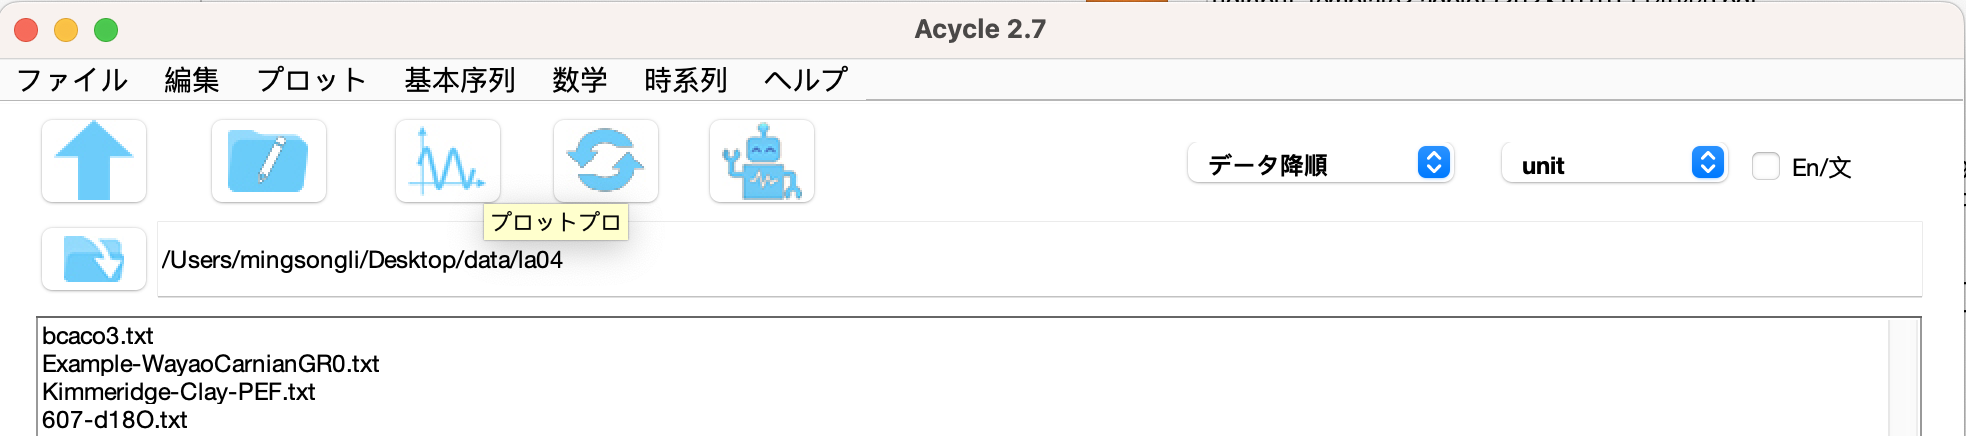 Acycle 2.7
ファイル 編集 プロット 基本序列 数学 時系列 ヘルプ
データ降順 unit En/文
プロットプロ
/Users/mingsongli/Desktop/data/la04
bcaco3.txt
Example-WayaoCarnianGR0.txt
Kimmeridge-Clay-PEF.txt
607-d18O.txt